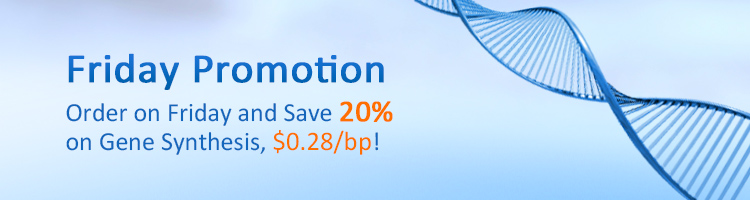 Friday Promotion
Order on Friday and Save 20%
on Gene Synthesis, $0.28/bp!